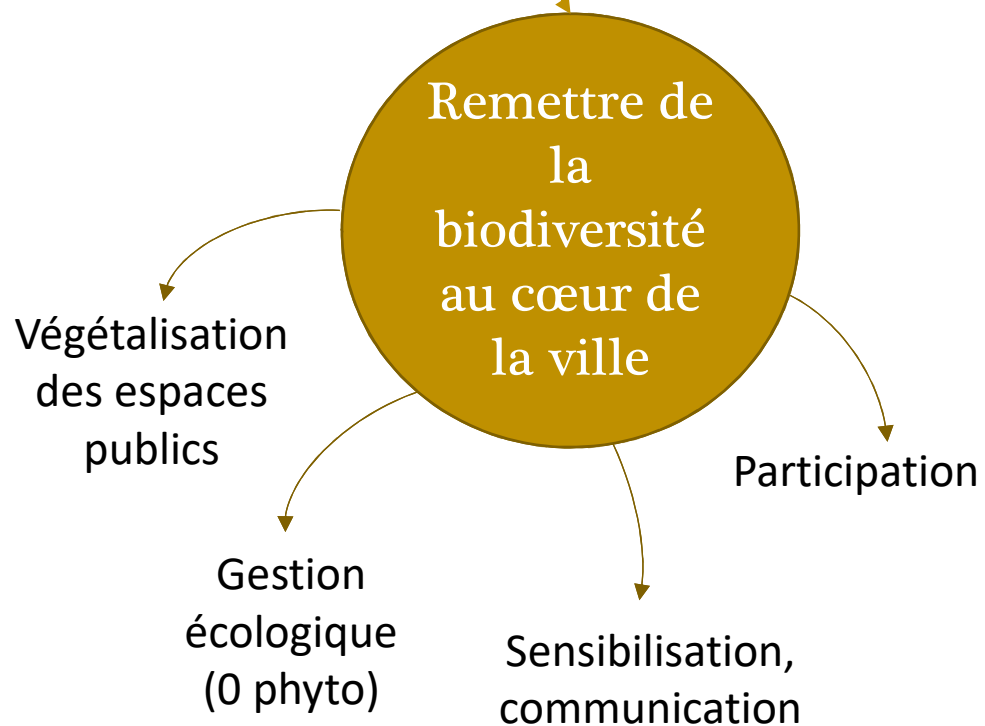 Remettre de
la
biodiversité
au cœur de
la ville
Végétalisation
des espaces
publics
Gestion
écologique
(0 phyto)
Sensibilisation,
communication
Participation